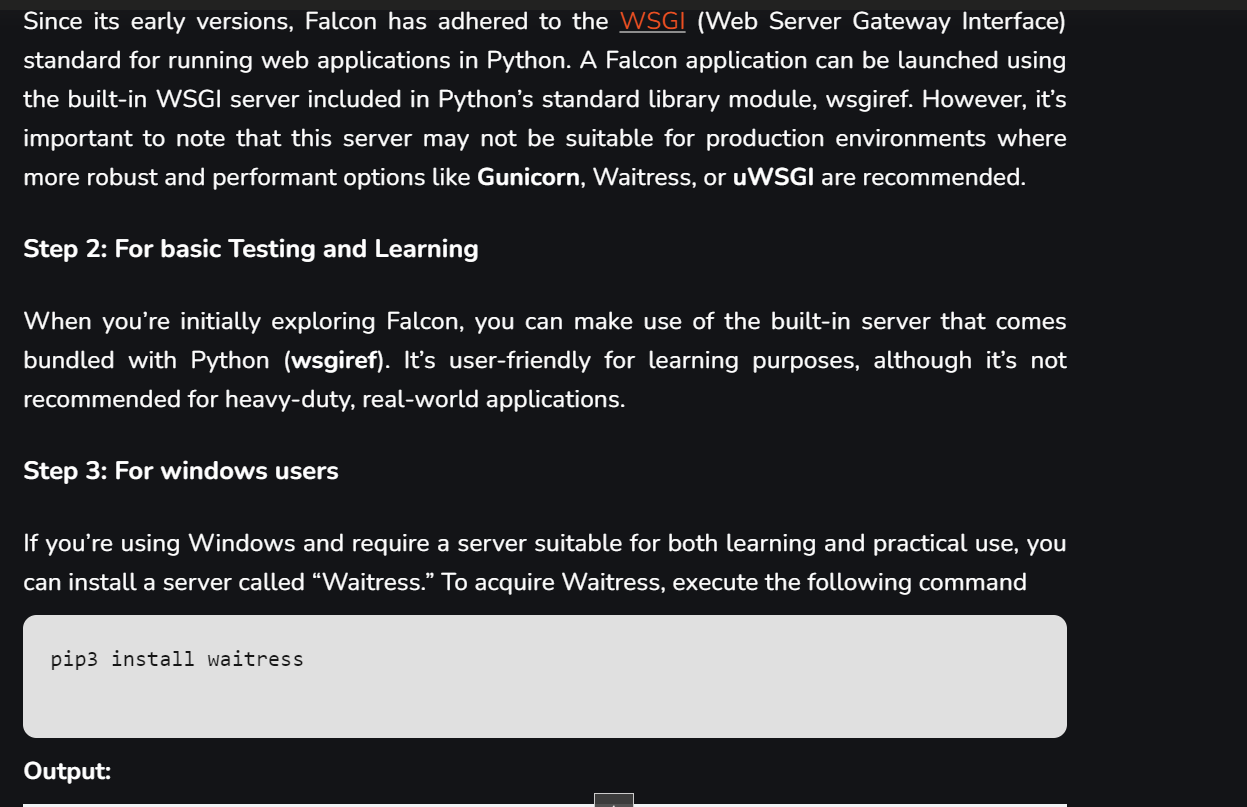 Since its early versions, Falcon has adhered to the WSGI (Web Server Gateway Interface)
standard for running web applications in Python. A Falcon application can be launched using
the built-in WSGI server included in Python’s standard library module, wsgiref. However, it’s
important to note that this server may not be suitable for production environments where
more robust and performant options like Gunicorn, Waitress, or uWSGI are recommended.
Step 2: For basic Testing and Learning
When you’re initially exploring Falcon, you can make use of the built-in server that comes
bundled with Python (wsgiref). It’s user-friendly for learning purposes, although it’s not
recommended for heavy-duty, real-world applications.
Step 3: For windows users
If you’re using Windows and require a server suitable for both learning and practical use, you
can install a server called “Waitress.” To acquire Waitress, execute the following command
pip3 install waitress
Output: